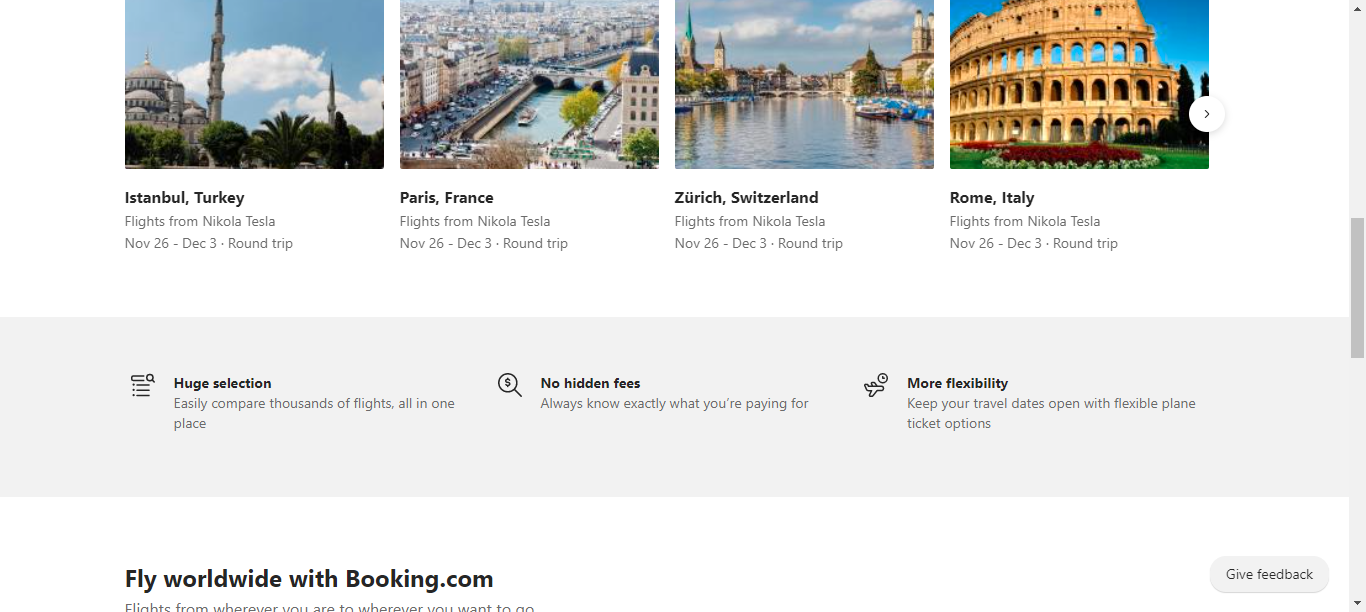 Istanbul, Turkey
Flights from Nikola Tesla
Nov 26 - Dec 3 · Round trip
Paris, France
Flights from Nikola Tesla
Nov 26 - Dec 3 · Round trip
Zürich, Switzerland
Flights from Nikola Tesla
Nov 26 - Dec 3 · Round trip
Rome, Italy
Flights from Nikola Tesla
Nov 26 - Dec 3 · Round trip
Huge selection
Easily compare thousands of flights, all in one
place
No hidden fees
Always know exactly what you’re paying for
More flexibility
Keep your travel dates open with flexible plane
ticket options
Fly worldwide with Booking.com
Flights from wherever you are to wherever you want to go
Give feedback